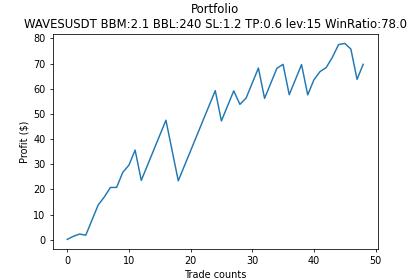 Portfolio
WAVESUSDT BBM:2.1 BBL:240 SL:1.2 TP:0.6 lev:15 WinRatio:78.0
80
70
60
50
40
30
20
10
0
Profit ($)
0 10 20 30 40 50
Trade counts